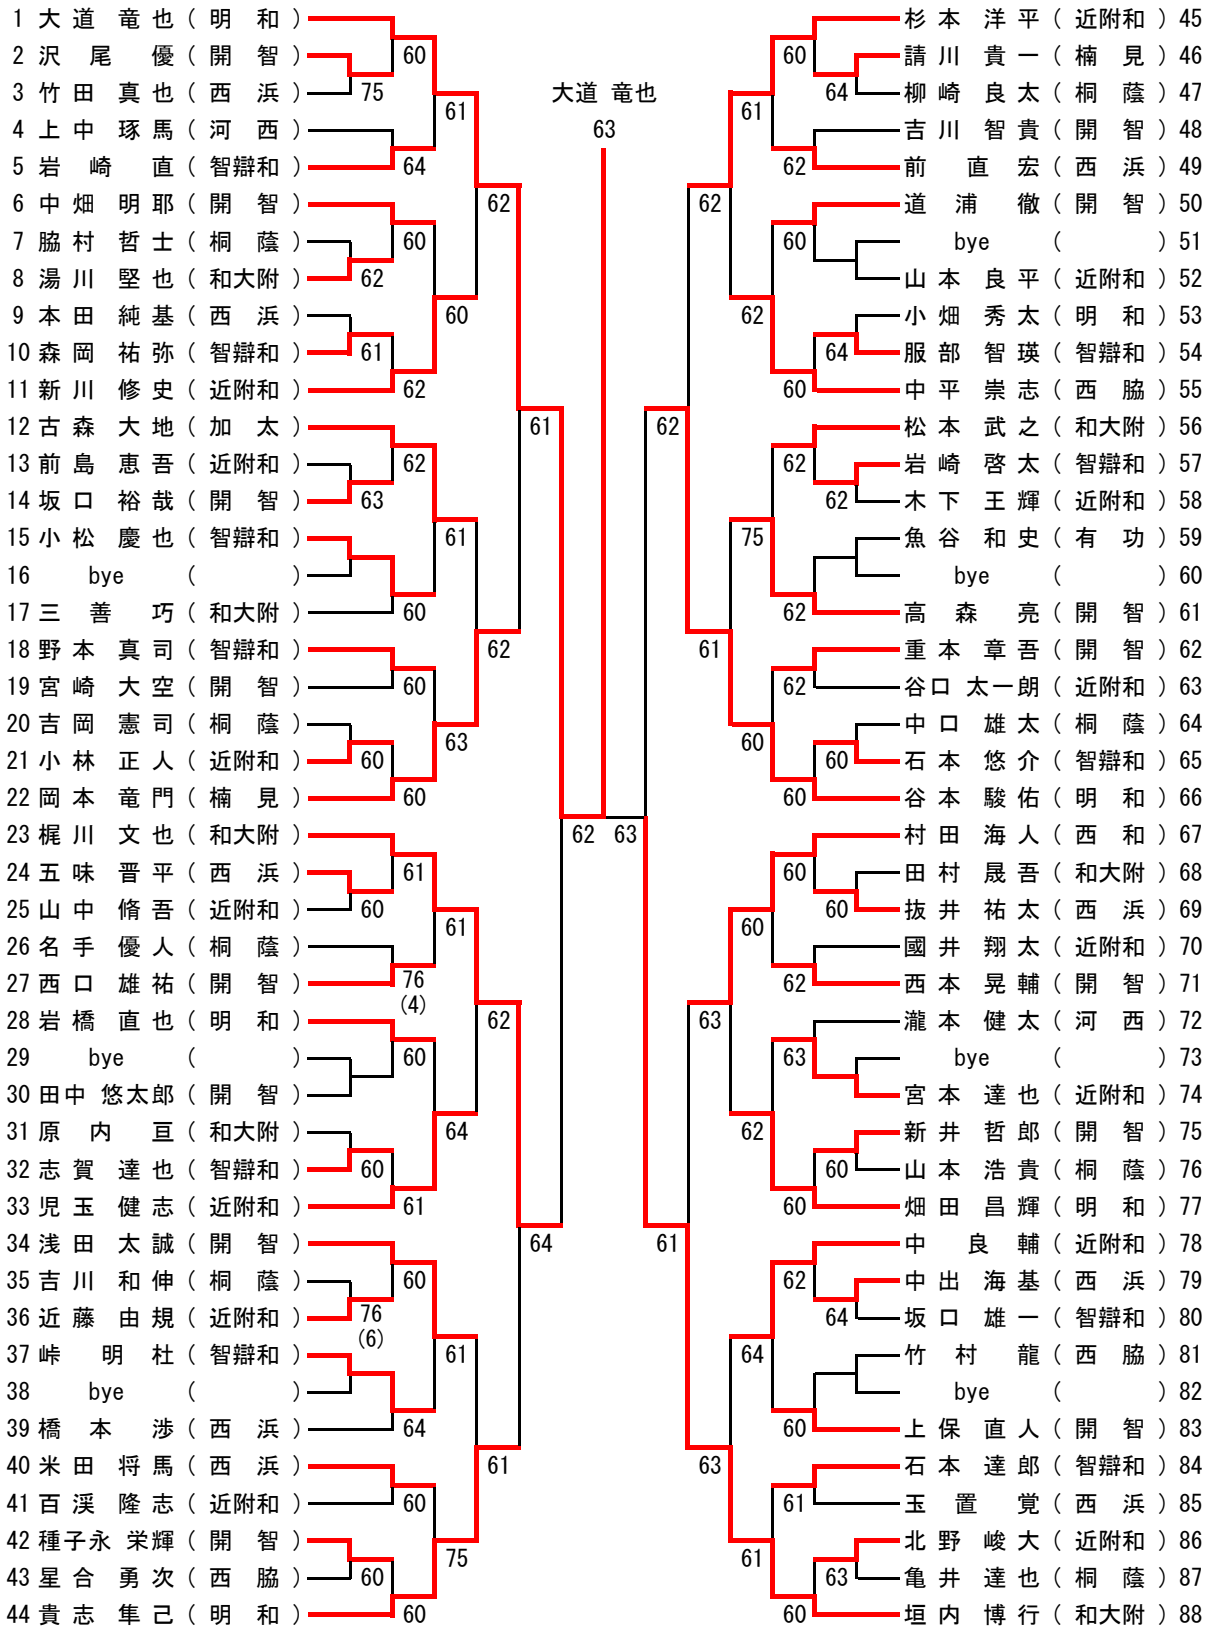 大道 竜也
63
1 大 道 竜 也 ( 明 和 )
2 沢 尾 優 ( 開 智 )
3 竹 田 真 也 ( 西 浜 )
4 上 中 琢 馬 ( 河 西 )
5 岩 崎 直 ( 智辯和 )
6 中 畑 明 耶 ( 開 智 )
7 脇 村 哲 士 ( 桐 蔭 )
8 湯 川 堅 也 ( 和大附 )
9 本 田 純 基 ( 西 浜 )
10 森 岡 祐 弥 ( 智辯和 )
11 新 川 修 史 ( 近附和 )
12 古 森 大 地 ( 加 太 )
13 前 島 恵 吾 ( 近附和 )
14 坂 口 裕 哉 ( 開 智 )
15 小 松 慶 也 ( 智辯和 )
16 bye ( )
17 三 善 巧 ( 和大附 )
18 野 本 真 司 ( 智辯和 )
19 宮 崎 大 空 ( 開 智 )
20 吉 岡 憲 司 ( 桐 蔭 )
21 小 林 正 人 ( 近附和 )
22 岡 本 竜 門 ( 楠 見 )
23 梶 川 文 也 ( 和大附 )
24 五 味 晋 平 ( 西 浜 )
25 山 中 脩 吾 ( 近附和 )
26 名 手 優 人 ( 桐 蔭 )
27 西 口 雄 祐 ( 開 智 )
28 岩 橋 直 也 ( 明 和 )
29 bye ( )
30 田中 悠太郎 ( 開 智 )
31 原 内 亘 ( 和大附 )
32 志 賀 達 也 ( 智辯和 )
33 児 玉 健 志 ( 近附和 )
34 浅 田 太 誠 ( 開 智 )
35 吉 川 和 伸 ( 桐 蔭 )
36 近 藤 由 規 ( 近附和 )
37 峠 明 杜 ( 智辯和 )
38 bye ( )
39 橋 本 渉 ( 西 浜 )
40 米 田 将 馬 ( 西 浜 )
41 百 渓 隆 志 ( 近附和 )
42 種子永 栄輝 ( 開 智 )
43 星 合 勇 次 ( 西 脇 )
44 貴 志 隼 己 ( 明 和 )
60
75
64
60
62
61
62
62
63
60
60
60
60
61
60
76
(4)
60
60
61
60
76
(6)
64
60
60
60
61
60
61
63
61
64
61
75
62
62
62
61
61
64
62
63
杉 本 洋 平 ( 近附和 ) 45
請 川 貴 一 ( 楠 見 ) 46
柳 崎 良 太 ( 桐 蔭 ) 47
吉 川 智 貴 ( 開 智 ) 48
前 直 宏 ( 西 浜 ) 49
道 浦 徹 ( 開 智 ) 50
bye ( ) 51
山 本 良 平 ( 近附和 ) 52
小 畑 秀 太 ( 明 和 ) 53
服 部 智 瑛 ( 智辯和 ) 54
中 平 崇 志 ( 西 脇 ) 55
松 本 武 之 ( 和大附 ) 56
岩 崎 啓 太 ( 智辯和 ) 57
木 下 王 輝 ( 近附和 ) 58
魚 谷 和 史 ( 有 功 ) 59
bye ( ) 60
高 森 亮 ( 開 智 ) 61
重 本 章 吾 ( 開 智 ) 62
谷口 太一朗 ( 近附和 ) 63
中 口 雄 太 ( 桐 蔭 ) 64
石 本 悠 介 ( 智辯和 ) 65
谷 本 駿 佑 ( 明 和 ) 66
村 田 海 人 ( 西 和 ) 67
田 村 晟 吾 ( 和大附 ) 68
抜 井 祐 太 ( 西 浜 ) 69
國 井 翔 太 ( 近附和 ) 70
西 本 晃 輔 ( 開 智 ) 71
瀧 本 健 太 ( 河 西 ) 72
bye ( ) 73
宮 本 達 也 ( 近附和 ) 74
新 井 哲 郎 ( 開 智 ) 75
山 本 浩 貴 ( 桐 蔭 ) 76
畑 田 昌 輝 ( 明 和 ) 77
中 良 輔 ( 近附和 ) 78
中 出 海 基 ( 西 浜 ) 79
坂 口 雄 一 ( 智辯和 ) 80
竹 村 龍 ( 西 脇 ) 81
bye ( ) 82
上 保 直 人 ( 開 智 ) 83
石 本 達 郎 ( 智辯和 ) 84
玉 置 覚 ( 西 浜 ) 85
北 野 峻 大 ( 近附和 ) 86
亀 井 達 也 ( 桐 蔭 ) 87
垣 内 博 行 ( 和大附 ) 88
60
64
62
60
64
60
62
62
62
62
60
60
60
60
62
63
60
60
62
64
60
61
63
60
61
62
75
60
60
62
64
61
62
61
63
63
62
61